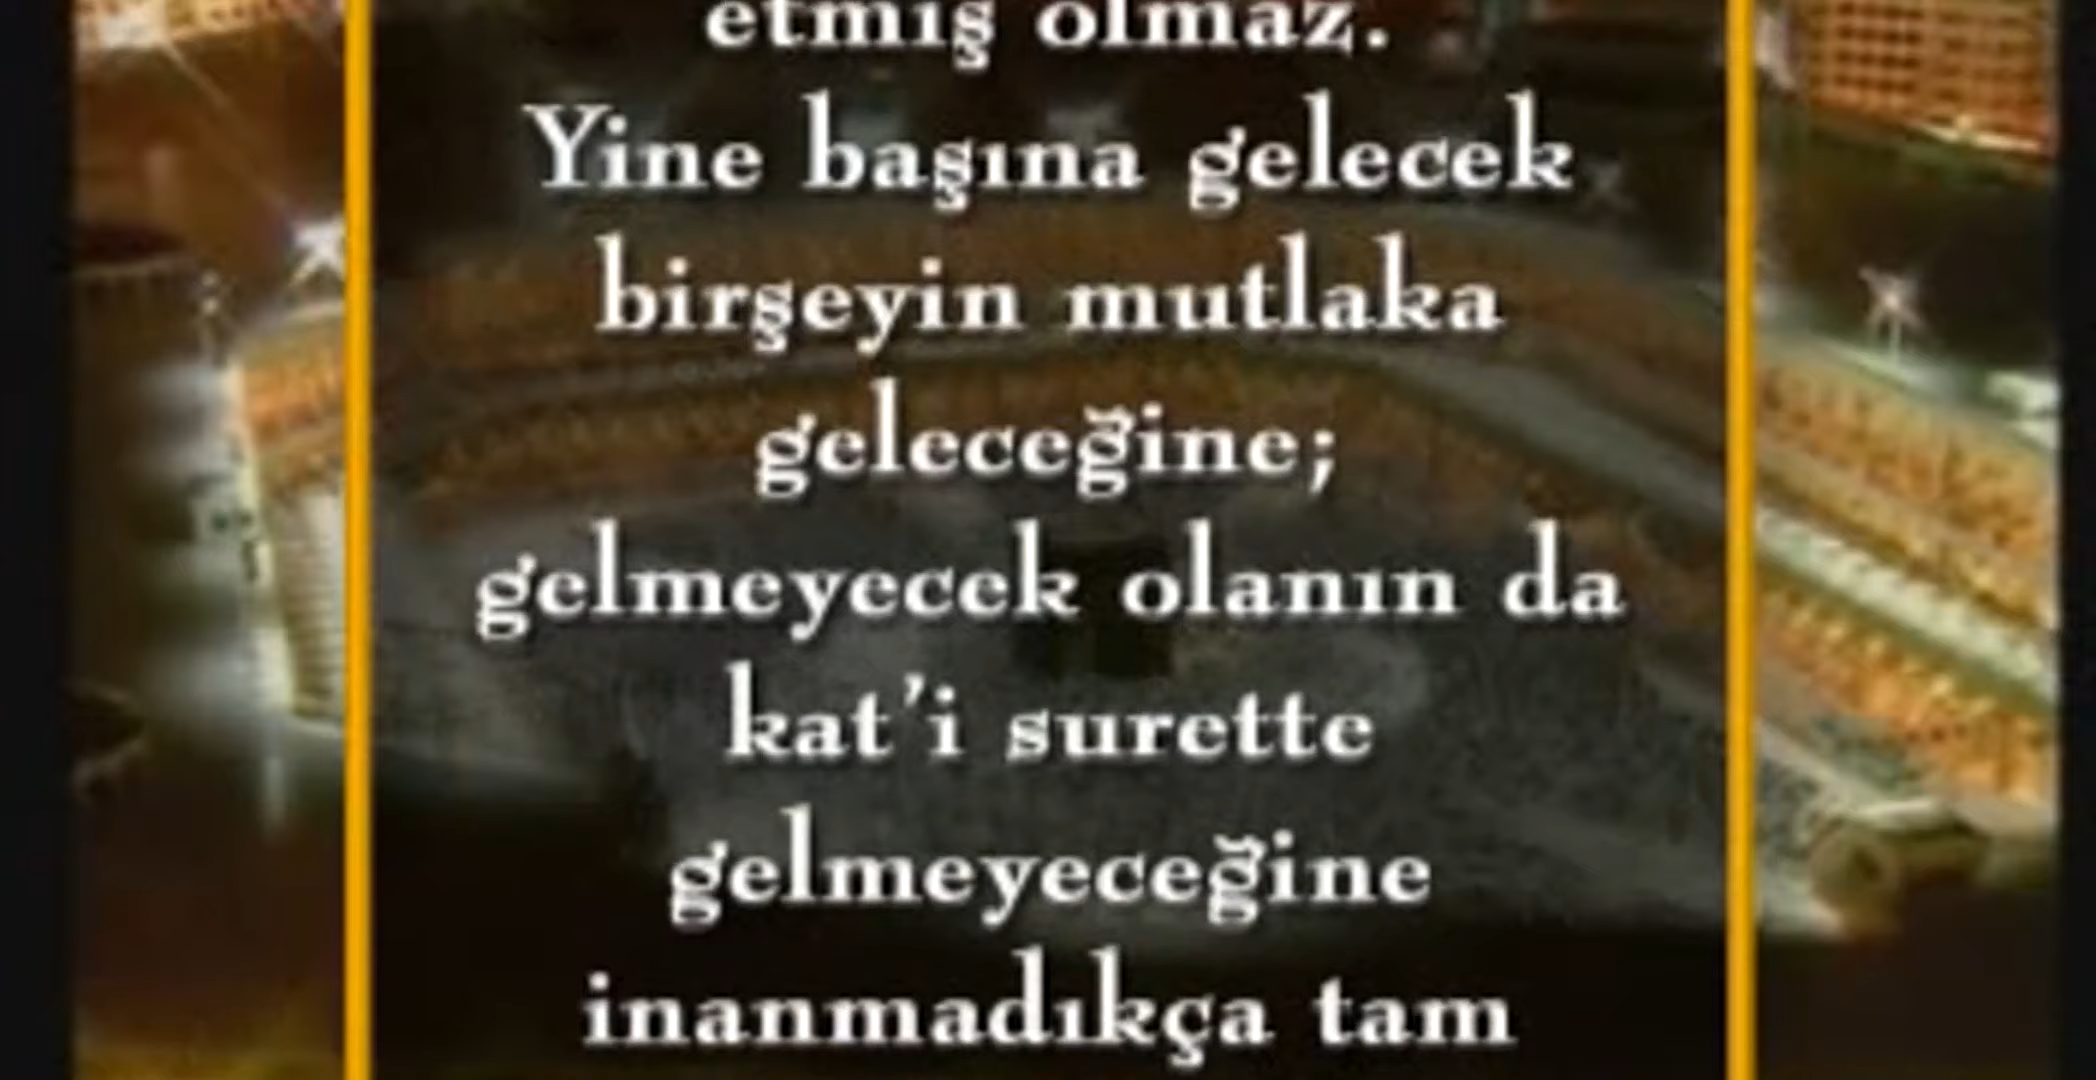 etmiş olmaz.
Yine başına gelecek
birşeyin mutlaka
geleceğine;
gelmeyecek olanın da
kat'i surette
gelmeyeceğine
inanmadıkça tam